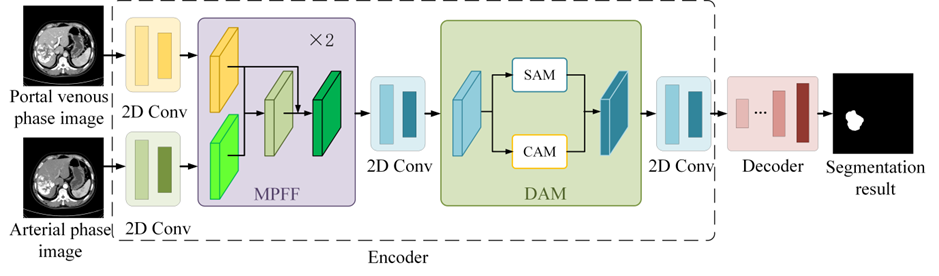 Portal venous
phase image
Arterial phase
image
2D Conv
2D Conv
×2
MPFF
2D Conv
SAM
CAM
DAM
2D Conv
...
Decoder
Segmentation
result
Encoder